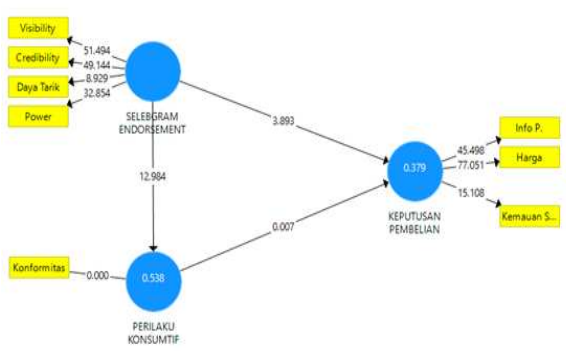 Visibility
51.494
Credibility
49.144
Daya Tarik
8.929
32.854
Power
SELEBGRAM
ENDORSEMENT
3.893
Info P.
45.498
Harga
0.379
77.051
12.984
15.108
KEPUTUSAN
PEMBELIAN
Kemauan S...
0.007
Konformitas
0.000
0.538
PERILAKU
KONSUMTIF